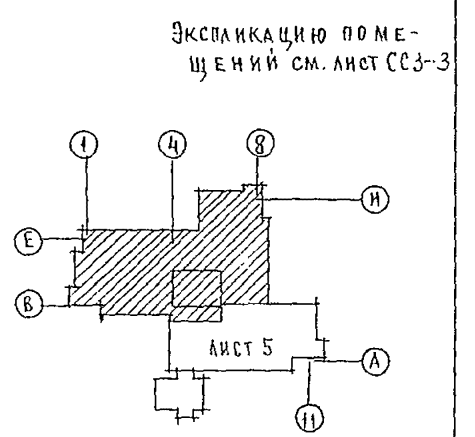 Экспликацию поме-
щений см. лист СС3-3
1 4 8
И
Е
В
лист 5
А
11